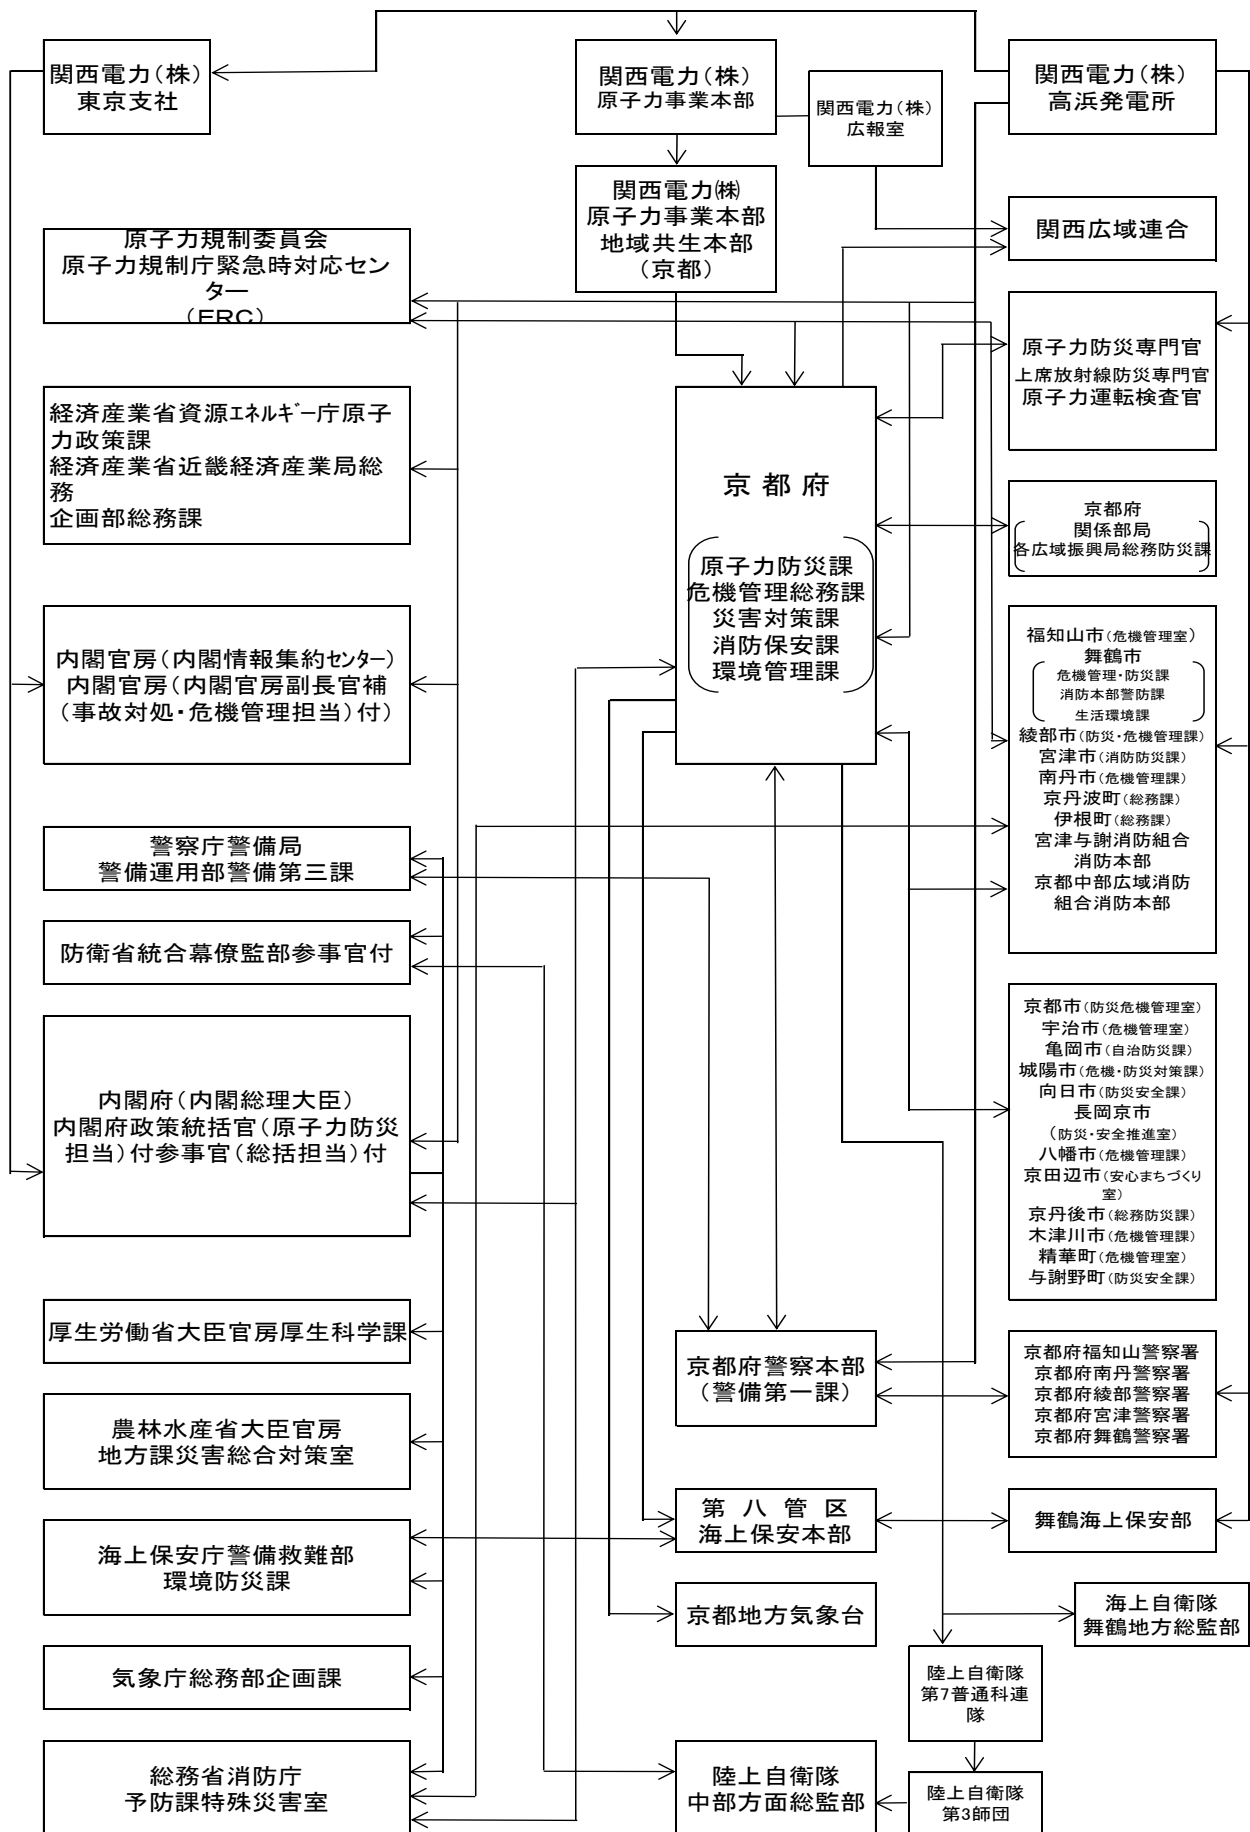 関西電力（株）
東京支社
関西電力（株）
原子力事業本部
関西電力（株）
広報室
関西電力（株）
高浜発電所
関西電力㈱
原子力事業本部
地域共生本部
（京都）
関西広域連合
原子力規制委員会
原子力規制庁緊急時対応セン
ター
（ERC）
原子力防災専門官
上席放射線防災専門官
原子力運転検査官
経済産業省資源ｴﾈﾙｷﾞｰ庁原子
力政策課
経済産業省近畿経済産業局総
務
企画部総務課
京都府
原子力防災課
危機管理総務課
災害対策課
消防保安課
環境管理課
京都府
関係部局
各広域振興局総務防災課
内閣官房（内閣情報集約ｾﾝﾀｰ）
内閣官房（内閣官房副長官補
（事故対処・危機管理担当）付）
福知山市（危機管理室）
舞鶴市
危機管理・防災課
消防本部警防課
生活環境課
綾部市（防災・危機管理課）
宮津市（消防防災課）
南丹市（危機管理課）
京丹波町（総務課）
伊根町（総務課）
宮津与謝消防組合
消防本部
京都中部広域消防
組合消防本部
警察庁警備局
警備運用部警備第三課
防衛省統合幕僚監部参事官付
内閣府（内閣総理大臣）
内閣府政策統括官（原子力防災
担当）付参事官（総括担当）付
京都市（防災危機管理室）
宇治市（危機管理室）
亀岡市（自治防災課）
城陽市（危機・防災対策課）
向日市（防災安全課）
長岡京市
（防災・安全推進室）
八幡市（危機管理課）
京田辺市（安心まちづくり
室）
京丹後市（総務防災課）
木津川市（危機管理課）
精華町（危機管理室）
与謝野町（防災安全課）
厚生労働省大臣官房厚生科学課
京都府警察本部
（警備第一課）
京都府福知山警察署
京都府南丹警察署
京都府綾部警察署
京都府宮津警察署
京都府舞鶴警察署
農林水産省大臣官房
地方課災害総合対策室
第八管区
海上保安本部
舞鶴海上保安部
海上保安庁警備救難部
環境防災課
京都地方気象台
海上自衛隊
舞鶴地方総監部
気象庁総務部企画課
陸上自衛隊
第7普通科連
隊
総務省消防庁
予防課特殊災害室
陸上自衛隊
中部方面総監部
陸上自衛隊
第3師団